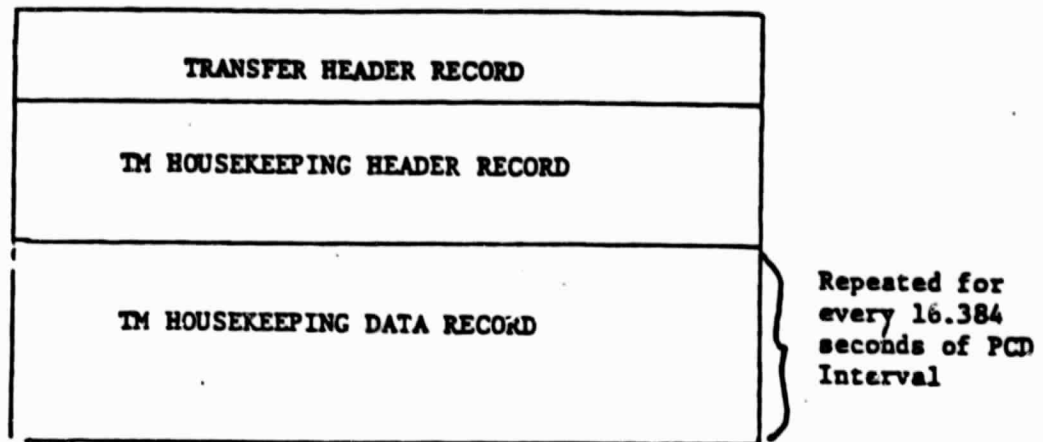 TRANSFER HEADER RECORD
TM HOUSEKEEPING HEADER RECORD
TM HOUSEKEEPING DATA RECORD
Repeated for
every 16.384
seconds of PCD
Interval